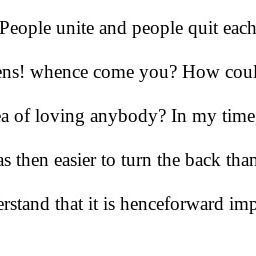 People unite and people quit each
ens! whence come you? How coul
ea of loving anybody? In my time
as then easier to turn the back than
erstand that it is henceforward imp